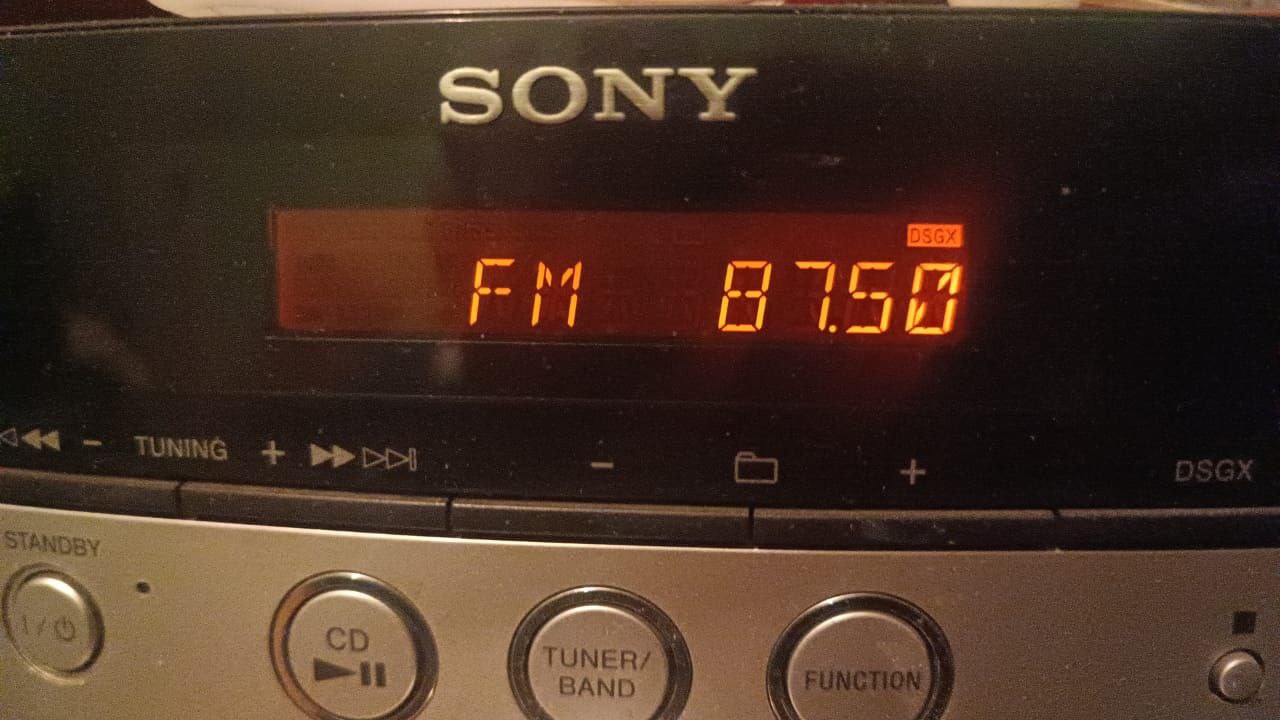 SONY
DSGX
FM 87.50
− TUNING +
− +
DSGX
STANDBY
I / ⏻
CD
TUNER/
BAND
FUNCTION